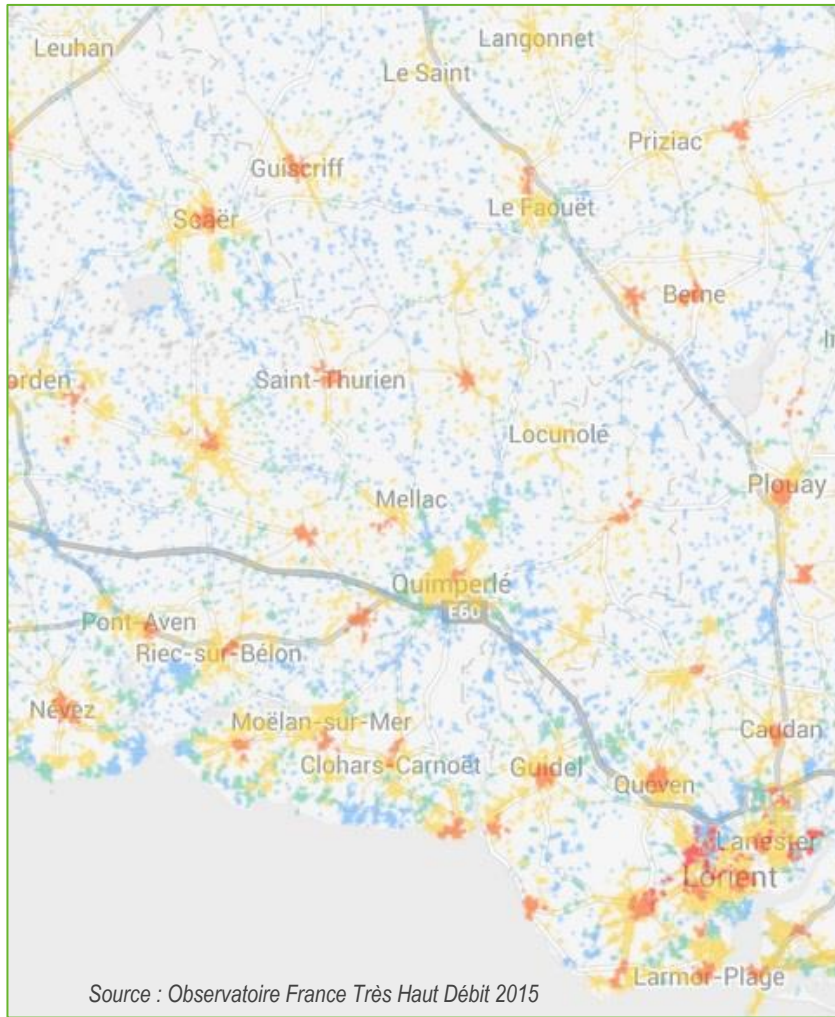 Langonnet
Leuhan
Le Saint
Priziac
Guiscriff
Le Faouët
Scaër
Berne
orden
Saint-Thurien
Locunolé
Plouay
Mellac
Quimperlé
E60
Pont-Aven
Riec-sur-Bélon
Névez
Moëlan-sur-Mer
Caudan
Clohars-Carnoët
Guidel
Quéven
Lanester
Lorient
Larmor-Plage
Source : Observatoire France Très Haut Débit 2015